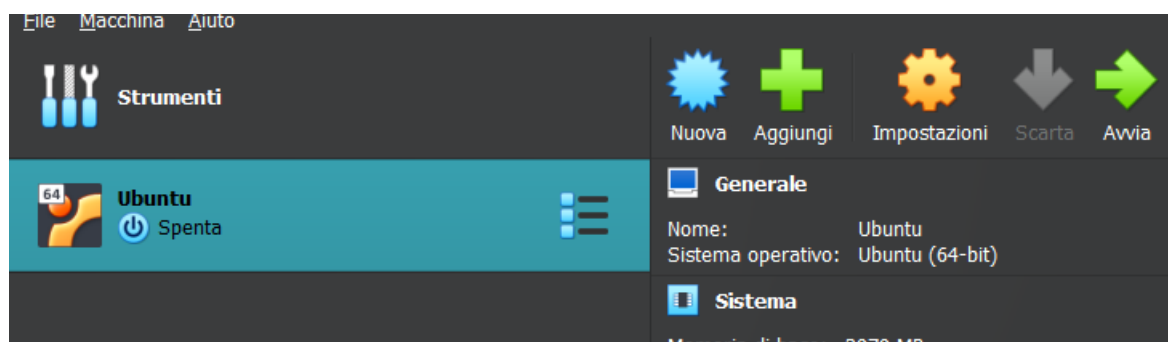 File Macchina Aiuto
Strumenti
Nuova Aggiungi Impostazioni Scarta Avvia
64
Ubuntu
Spenta
Generale
Nome: Ubuntu
Sistema operativo: Ubuntu (64-bit)
Sistema